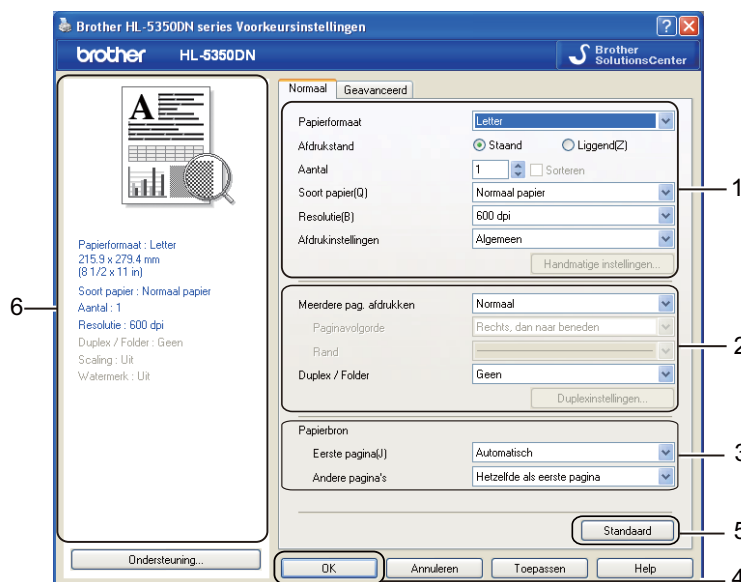 Brother HL-5350DN series Voorkeursinstellingen
brother HL-5350DN
Brother
SolutionsCenter
Normaal Geavanceerd
A
Papierformaat Letter
Afdrukstand Staand Liggend(Z)
Aantal 1 Sorteren
Soort papier(Q) Normaal papier
Resolutie(B) 600 dpi
Afdrukinstellingen Algemeen
Handmatige instellingen...
1
Meerdere pag. afdrukken Normaal
Paginavolgorde Rechts, dan naar beneden
Rand
Duplex / Folder Geen
Duplexinstellingen...
2
Papierbron
Eerste pagina(J) Automatisch
Andere pagina's Hetzelfde als eerste pagina
3
Standaard
5
6
Papierformaat : Letter
215.9 x 279.4 mm
(8 1/2 x 11 in)
Soort papier : Normaal papier
Aantal : 1
Resolutie : 600 dpi
Duplex / Folder : Geen
Scaling : Uit
Watermerk : Uit
Ondersteuning...
OK Annuleren Toepassen Help
4